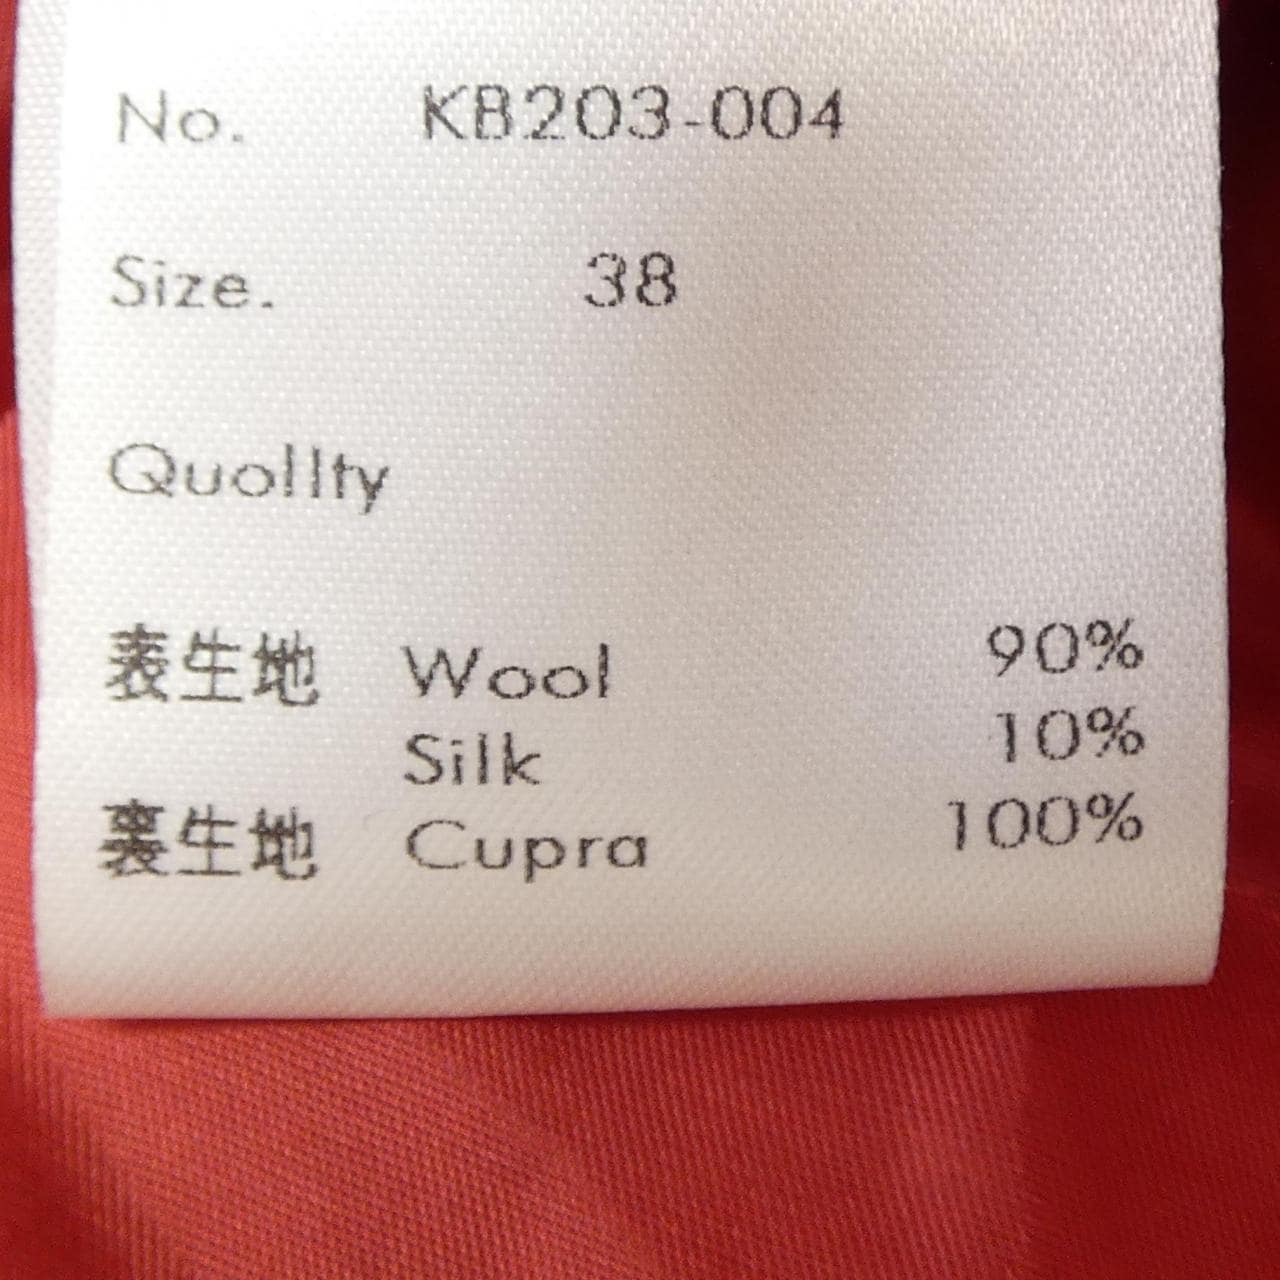 No. KB203-004
Size. 38
Quollty
表生地 Wool 90%
Silk 10%
裏生地 Cupra 100%